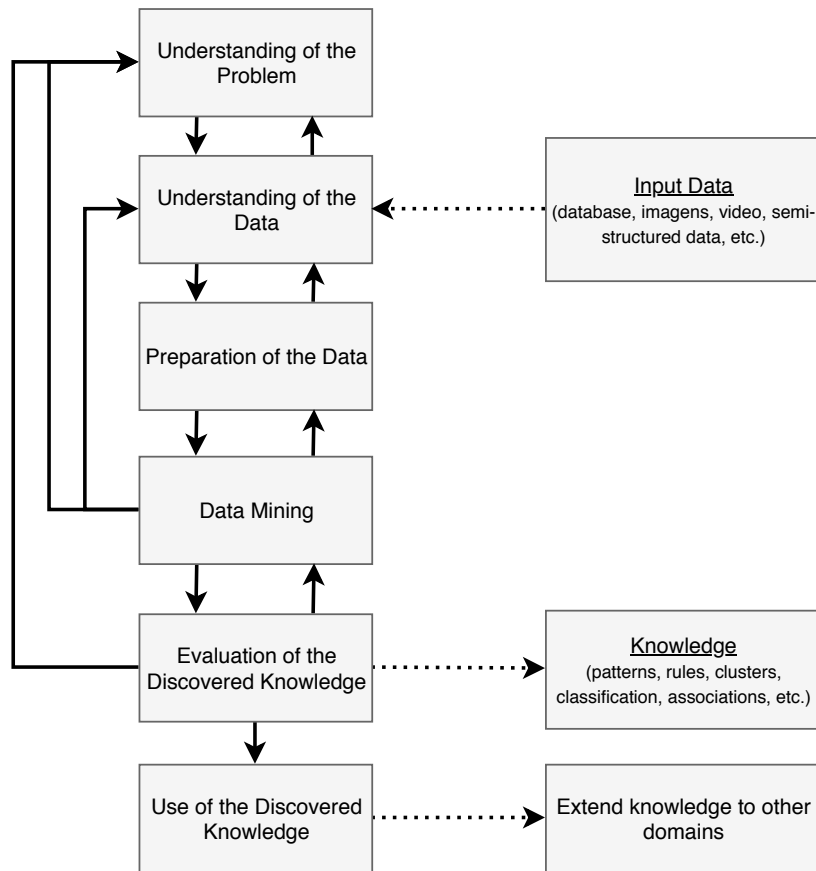 Understanding of the
Problem
Understanding of the
Data
Input Data
(database, imagens, video, semi-
structured data, etc.)
Preparation of the Data
Data Mining
Evaluation of the
Discovered Knowledge
Knowledge
(patterns, rules, clusters,
classification, associations, etc.)
Use of the Discovered
Knowledge
Extend knowledge to other
domains